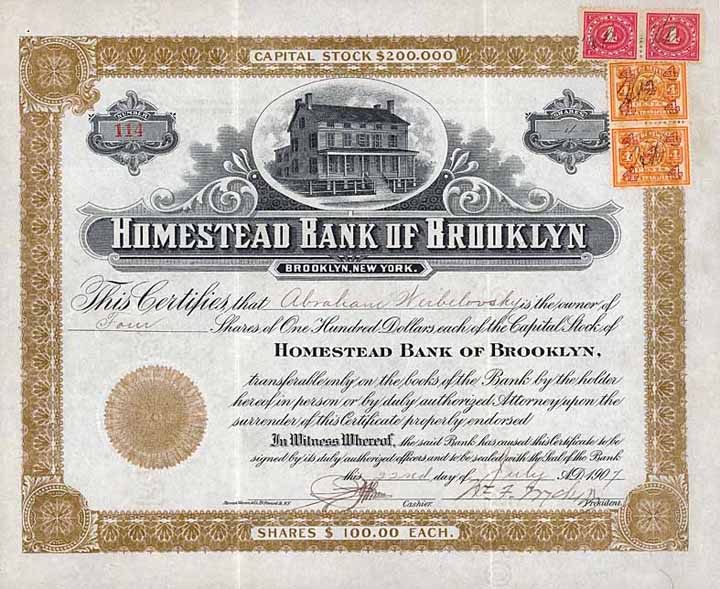 CAPITAL STOCK $200.000
NUMBER
114
SHARES
HOMESTEAD BANK OF BROOKLYN
BROOKLYN, NEW YORK.
This Certifies, that Abraham Weibelovsky is the owner of
Four Shares of One Hundred Dollars each of the Capital Stock of
HOMESTEAD BANK OF BROOKLYN,
transferable only on the books of the Bank by the holder
hereof in person or by duly authorized Attorney upon the
surrender of this Certificate properly endorsed
In Witness Whereof, the said Bank has caused this Certificate to be
signed by its duly authorized officers and to be sealed with the Seal of the Bank
this 22nd day of July A.D. 1907
Cashier. President.
SHARES $100.00 EACH.